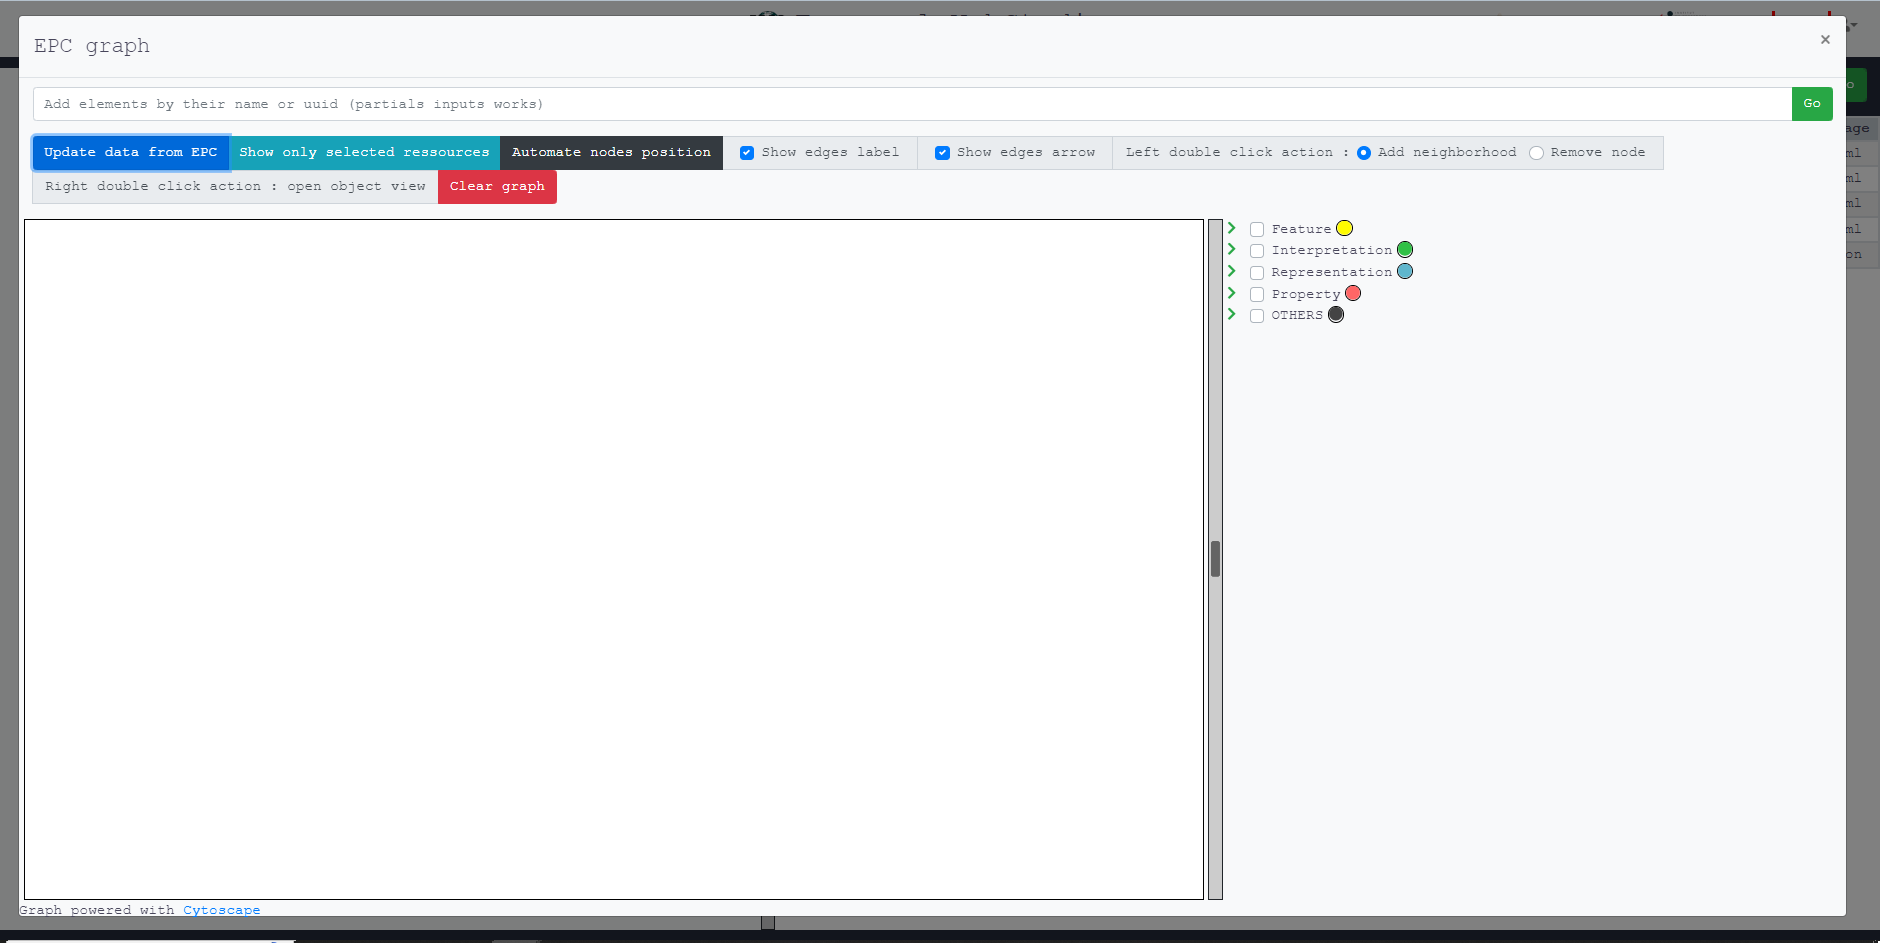 EPC graph
×
Add elements by their name or uuid (partials inputs works)
Go
Update data from EPC Show only selected ressources Automate nodes position Show edges label Show edges arrow Left double click action : Add neighborhood Remove node
Right double click action : open object view Clear graph
Feature
Interpretation
Representation
Property
OTHERS
Graph powered with Cytoscape